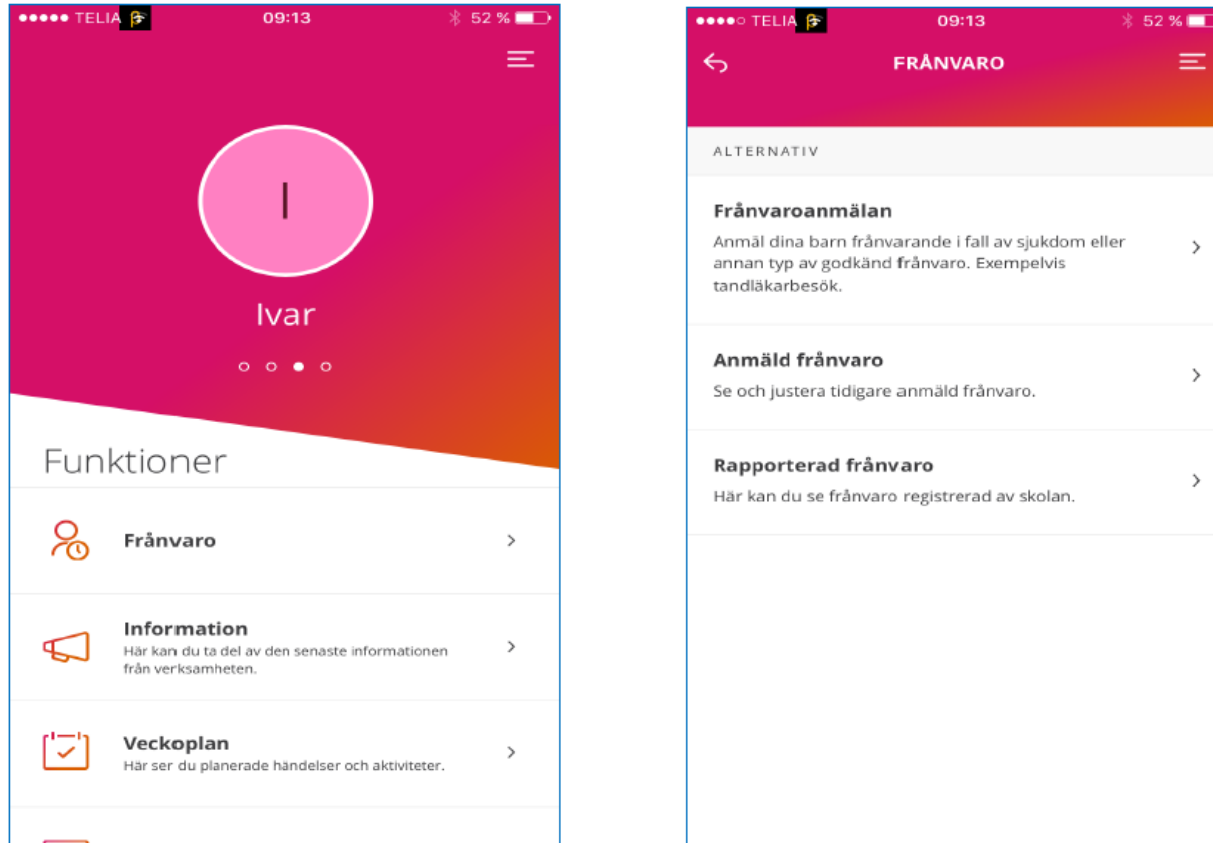 TELIA 09:13 52 %
I
Ivar
Funktioner
Frånvaro
Information
Här kan du ta del av den senaste informationen
från verksamheten.
Veckoplan
Här ser du planerade händelser och aktiviteter.
TELIA 09:13 52 %
FRÅNVARO
ALTERNATIV
Frånvaroanmälan
Anmäl dina barn frånvarande i fall av sjukdom eller
annan typ av godkänd frånvaro. Exempelvis
tandläkarbesök.
Anmäld frånvaro
Se och justera tidigare anmäld frånvaro.
Rapporterad frånvaro
Här kan du se frånvaro registrerad av skolan.